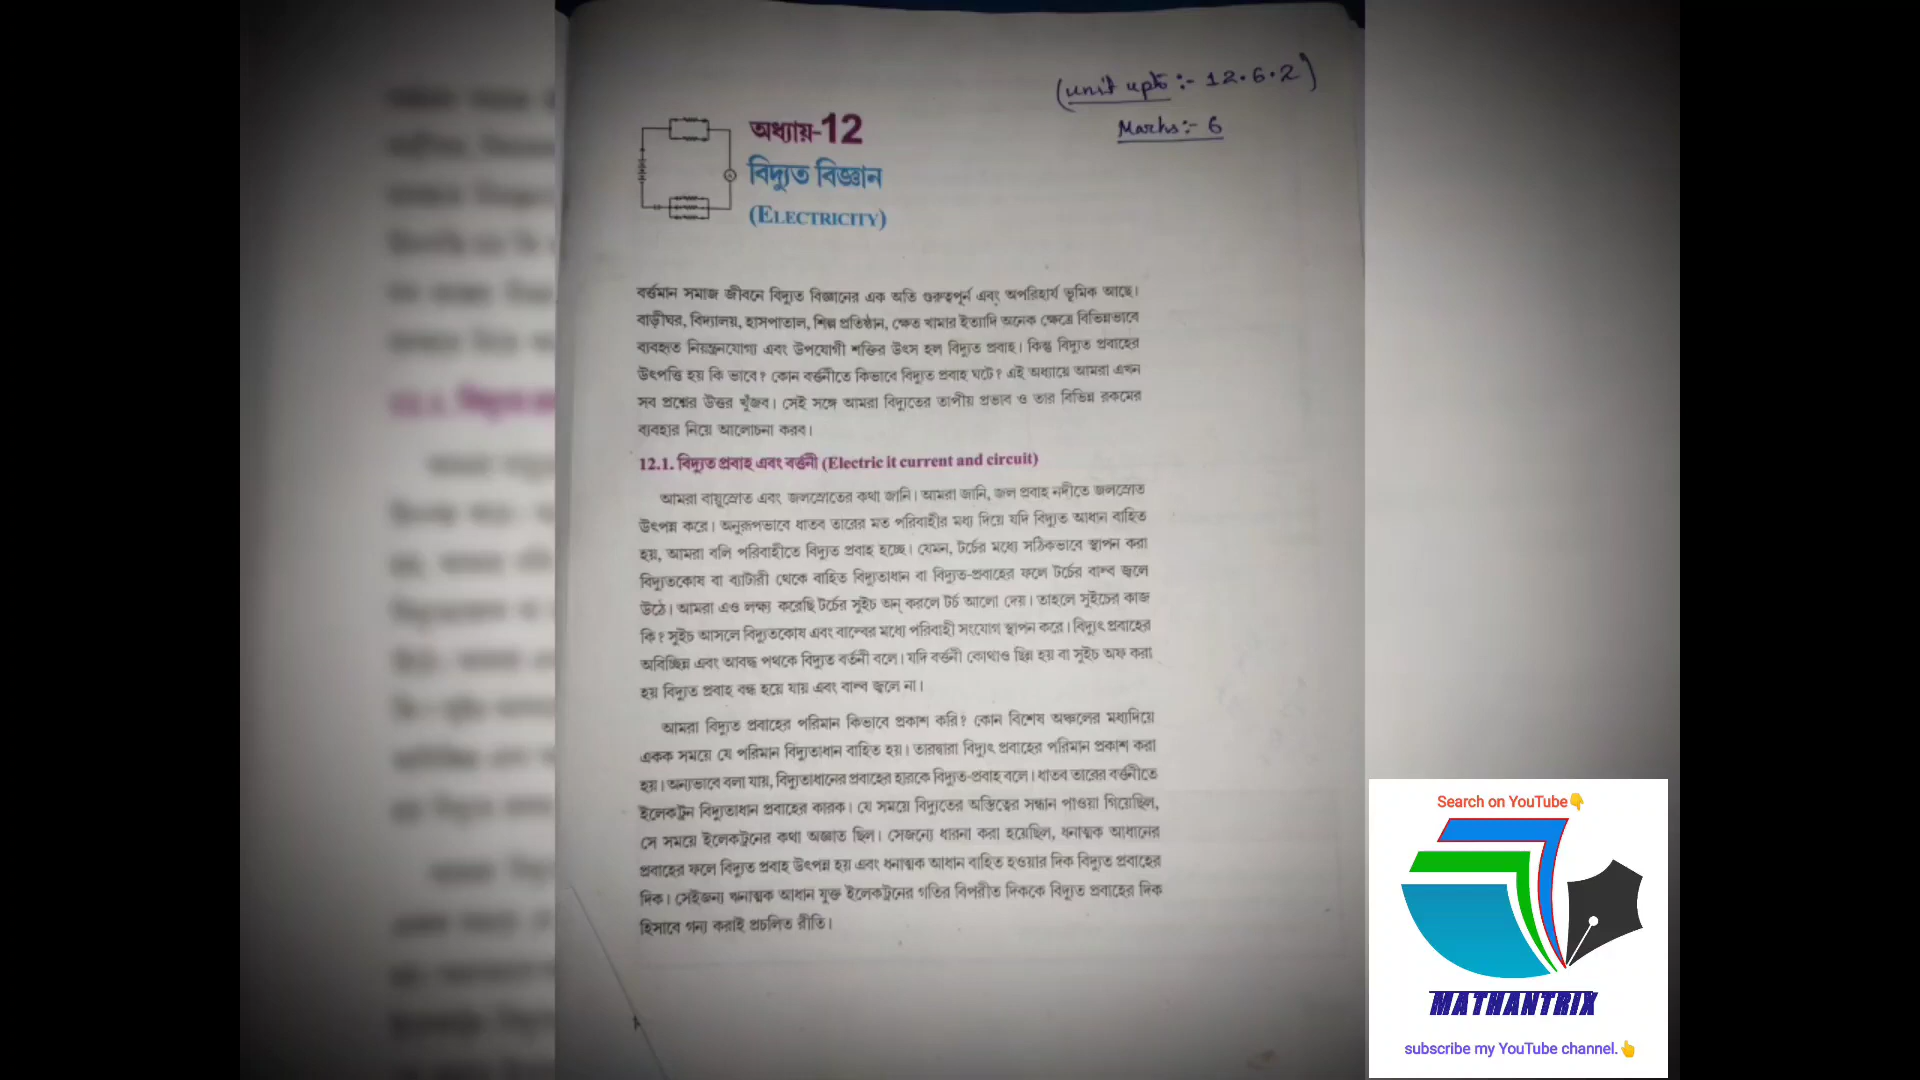 (unit upto :- 12.6.2)
Marks :- 6
অধ্যায়-12
বিদ্যুত বিজ্ঞান
(ELECTRICITY)
বর্ত্তমান সমাজ জীবনে বিদ্যুত বিজ্ঞানের এক অতি গুরুত্বপূর্ন এবং অপরিহার্য ভূমিক আছে।
বাড়ীঘর, বিদ্যালয়, হাসপাতাল, শিল্প প্রতিষ্ঠান, ক্ষেত খামার ইত্যাদি অনেক ক্ষেত্রে বিভিন্নভাবে
ব্যবহৃত নিয়ন্ত্রনযোগ্য এবং উপযোগী শক্তির উৎস হল বিদ্যুত প্রবাহ। কিন্তু বিদ্যুত প্রবাহের
উৎপত্তি হয় কি ভাবে? কোন বর্ত্তনীতে কিভাবে বিদ্যুত প্রবাহ ঘটে? এই অধ্যায়ে আমরা এখন
সব প্রশ্নের উত্তর খুঁজব। সেই সঙ্গে আমরা বিদ্যুতের তাপীয় প্রভাব ও তার বিভিন্ন রকমের
ব্যবহার নিয়ে আলোচনা করব।
12.1. বিদ্যুত প্রবাহ এবং বর্ত্তনী (Electric it current and circuit)
আমরা বায়ুস্রোত এবং জলস্রোতের কথা জানি। আমরা জানি, জল প্রবাহ নদীতে জলস্রোত
উৎপন্ন করে। অনুরূপভাবে ধাতব তারের মত পরিবাহীর মধ্য দিয়ে যদি বিদ্যুত আধান বাহিত
হয়, আমরা বলি পরিবাহীতে বিদ্যুত প্রবাহ হচ্ছে। যেমন, টর্চের মধ্যে সঠিকভাবে স্থাপন করা
বিদ্যুতকোষ বা ব্যাটারী থেকে বাহিত বিদ্যুতাধান বা বিদ্যুত-প্রবাহের ফলে টর্চের বাল্ব জ্বলে
উঠে। আমরা এও লক্ষ্য করেছি টর্চের সুইচ অন্ করলে টর্চ আলো দেয়। তাহলে সুইচের কাজ
কি? সুইচ আসলে বিদ্যুতকোষ এবং বাল্বের মধ্যে পরিবাহী সংযোগ স্থাপন করে। বিদ্যুৎ প্রবাহের
অবিচ্ছিন্ন এবং আবদ্ধ পথকে বিদ্যুত বর্তনী বলে। যদি বর্ত্তনী কোথাও ছিন্ন হয় বা সুইচ অফ করা
হয় বিদ্যুত প্রবাহ বন্ধ হয়ে যায় এবং বাল্ব জ্বলে না।
আমরা বিদ্যুত প্রবাহের পরিমান কিভাবে প্রকাশ করি? কোন বিশেষ অঞ্চলের মধ্যদিয়ে
একক সময়ে যে পরিমান বিদ্যুতাধান বাহিত হয়। তারদ্বারা বিদ্যুৎ প্রবাহের পরিমান প্রকাশ করা
হয়। অন্যভাবে বলা যায়, বিদ্যুতাধানের প্রবাহের হারকে বিদ্যুত-প্রবাহ বলে। ধাতব তারের বর্ত্তনীতে
ইলেকট্রন বিদ্যুতাধান প্রবাহের কারক। যে সময়ে বিদ্যুতের অস্তিত্বের সন্ধান পাওয়া গিয়েছিল,
সে সময়ে ইলেকট্রনের কথা অজ্ঞাত ছিল। সেজন্যে ধারনা করা হয়েছিল, ধনাত্মক আধানের
প্রবাহের ফলে বিদ্যুত প্রবাহ উৎপন্ন হয় এবং ধনাত্মক আধান বাহিত হওয়ার দিক বিদ্যুত প্রবাহের
দিক। সেইজন্য ঋনাত্মক আধান যুক্ত ইলেকট্রনের গতির বিপরীত দিককে বিদ্যুত প্রবাহের দিক
হিসাবে গন্য করাই প্রচলিত রীতি।
Search on YouTube👇
MATHANTRIX
subscribe my YouTube channel.👆